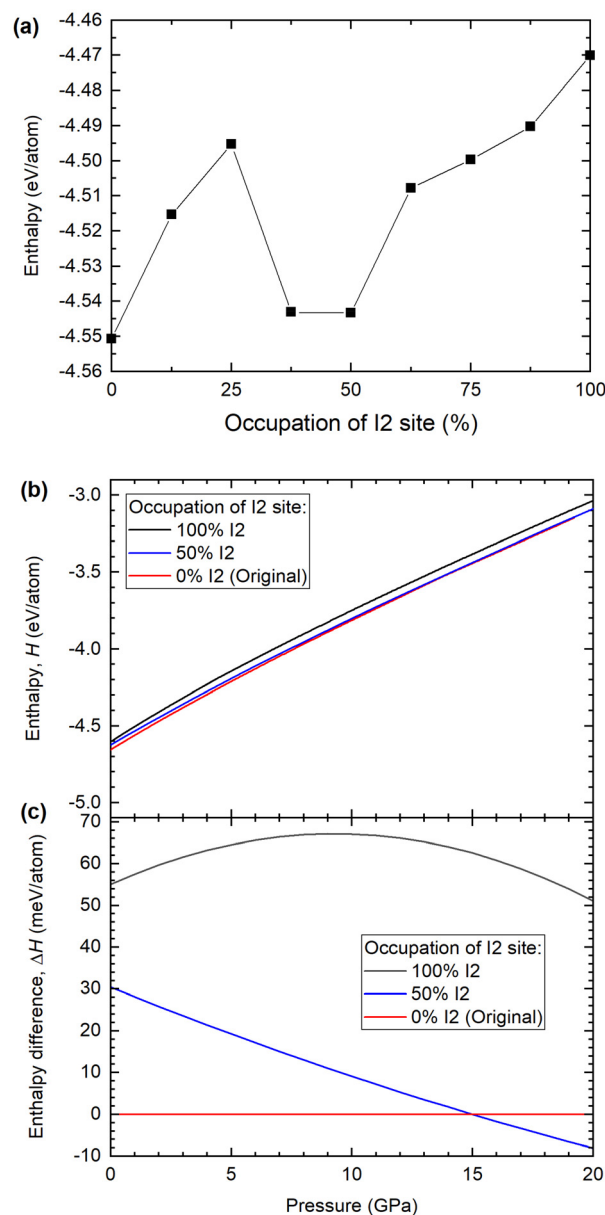 (a)
-4.46
-4.47
-4.49
-4.50
-4.51
-4.53
-4.54
-4.55
-4.56
Enthalpy (eV/atom)
0 25 50 75 100
Occupation of I2 site (%)
(b)
-3.0
-3.5
-4.0
-4.5
-5.0
Enthalpy, H (eV/atom)
Occupation of I2 site:
100% I2
50% I2
0% I2 (Original)
(c)
70
60
50
40
30
20
10
0
-10
Enthalpy difference, ΔH (meV/atom)
Occupation of I2 site:
100% I2
50% I2
0% I2 (Original)
0 5 10 15 20
Pressure (GPa)